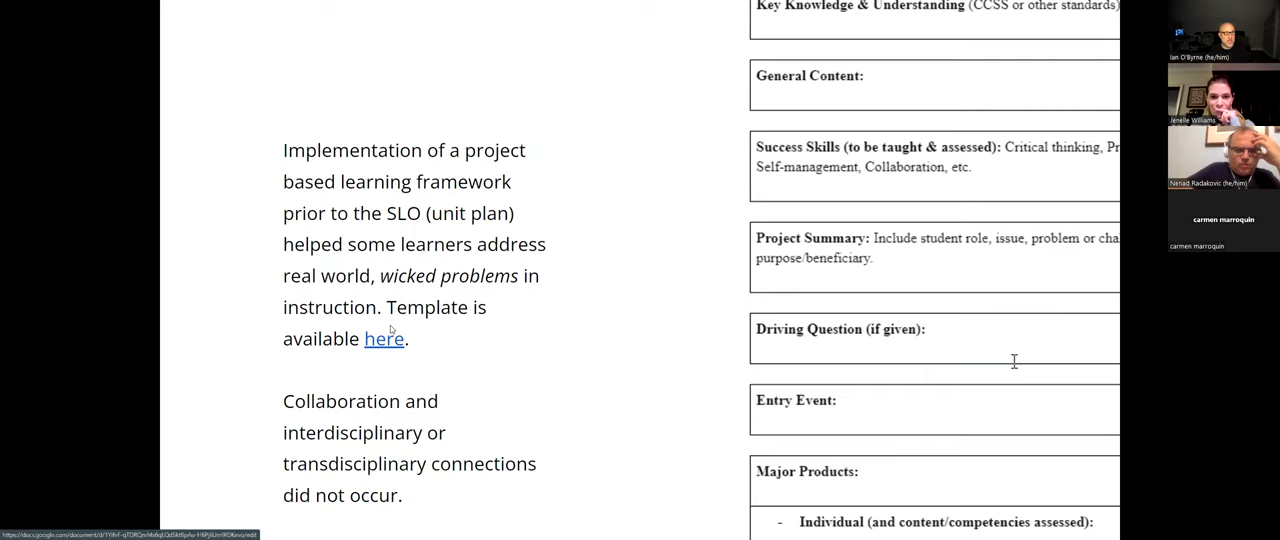 Key Knowledge & Understanding (CCSS or other standards)
General Content:
Success Skills (to be taught & assessed): Critical thinking, Pr
Self-management, Collaboration, etc.
Project Summary: Include student role, issue, problem or cha
purpose/beneficiary.
Driving Question (if given):
Entry Event:
Major Products:
- Individual (and content/competencies assessed):
Implementation of a project
based learning framework
prior to the SLO (unit plan)
helped some learners address
real world, wicked problems in
instruction. Template is
available here.
Collaboration and
interdisciplinary or
transdisciplinary connections
did not occur.
Ian O'Byrne (he/him)
Jenelle Williams
Nenad Radakovic (he/him)
carmen marroquin
carmen marroquin